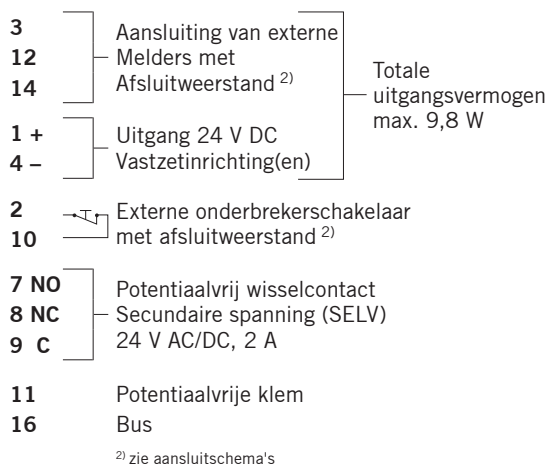 3
12
14
Aansluiting van externe
Melders met
Afsluitweerstand 2)
1 +
4 –
Uitgang 24 V DC
Vastzetinrichting(en)
Totale
uitgangsvermogen
max. 9,8 W
2
10
Externe onderbrekerschakelaar
met afsluitweerstand 2)
7 NO
8 NC
9 C
Potentiaalvrij wisselcontact
Secundaire spanning (SELV)
24 V AC/DC, 2 A
11 Potentiaalvrije klem
16 Bus
2) zie aansluitschema's